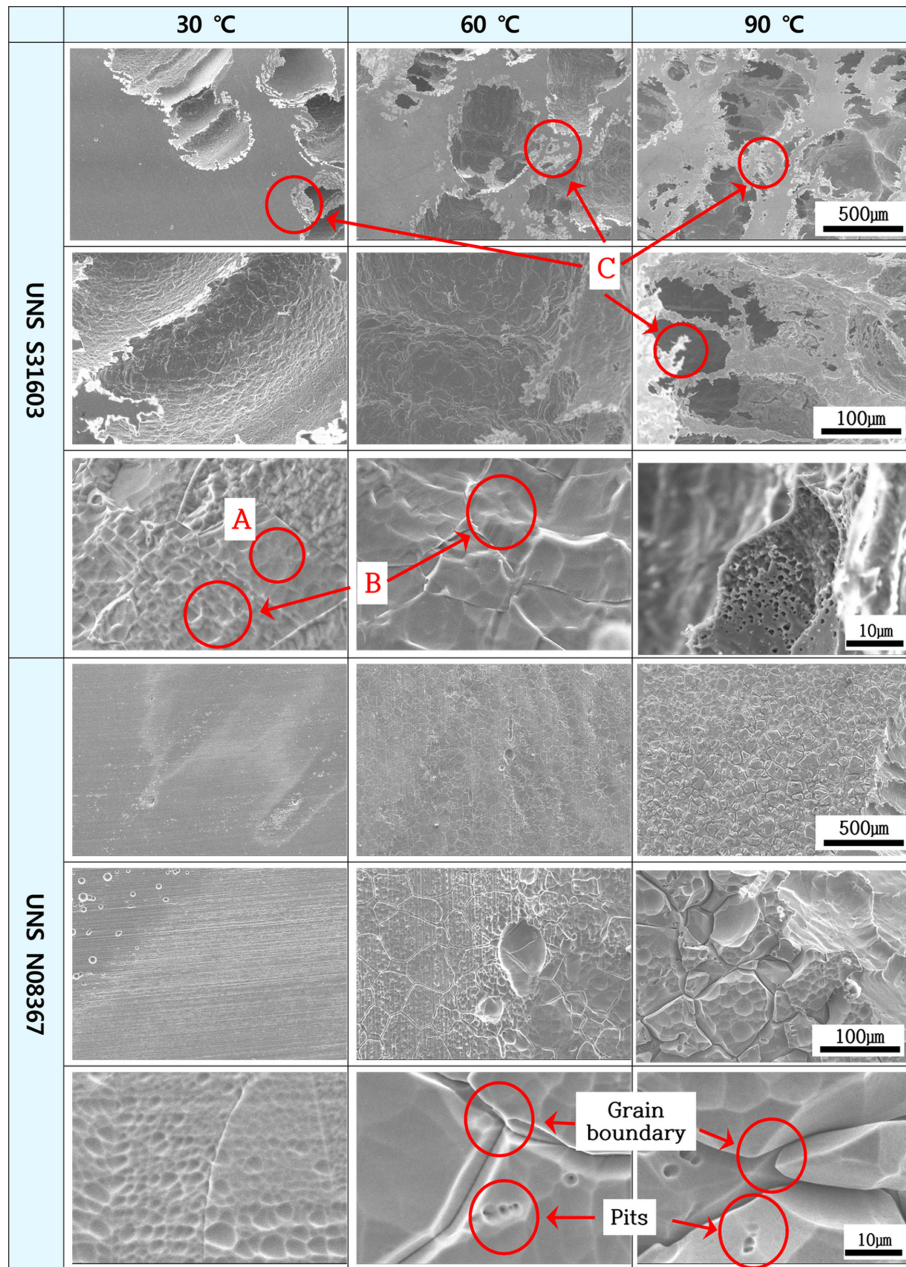 30 ℃ 60 ℃ 90 ℃
UNS S31603
500µm
C
100µm
A
B
10µm
UNS N08367
500µm
100µm
Grain
boundary
Pits
10µm